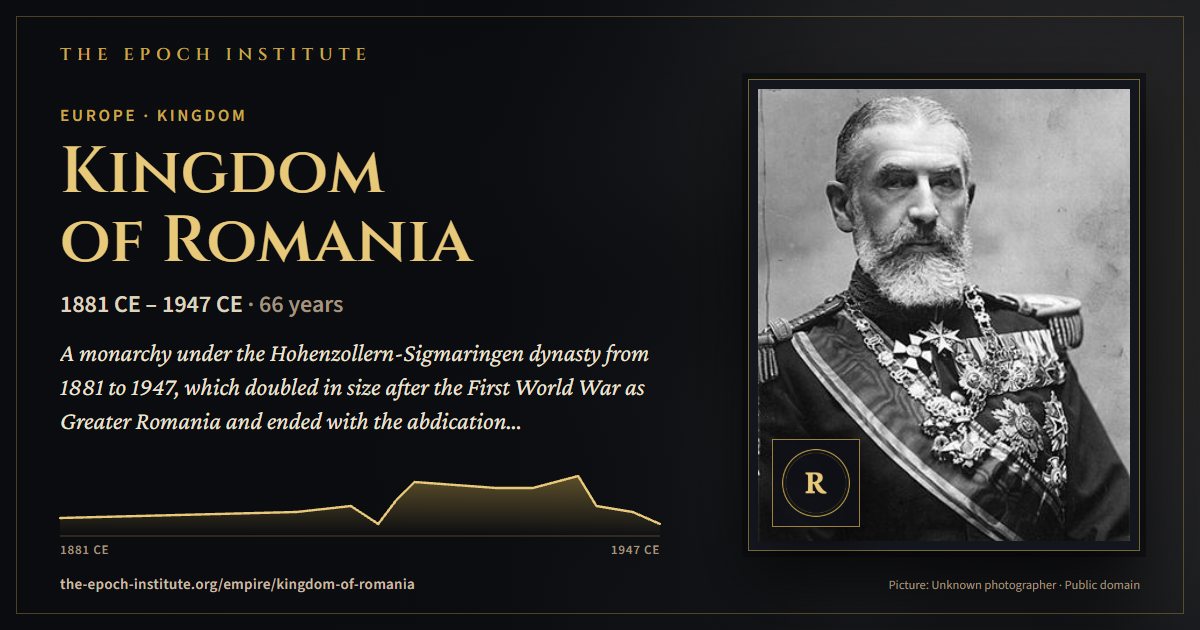 THE EPOCH INSTITUTE
EUROPE · KINGDOM
KINGDOM
OF ROMANIA
1881 CE – 1947 CE · 66 years
A monarchy under the Hohenzollern-Sigmaringen dynasty from
1881 to 1947, which doubled in size after the First World War as
Greater Romania and ended with the abdication...
1881 CE
1947 CE
the-epoch-institute.org/empire/kingdom-of-romania
R
Picture: Unknown photographer · Public domain